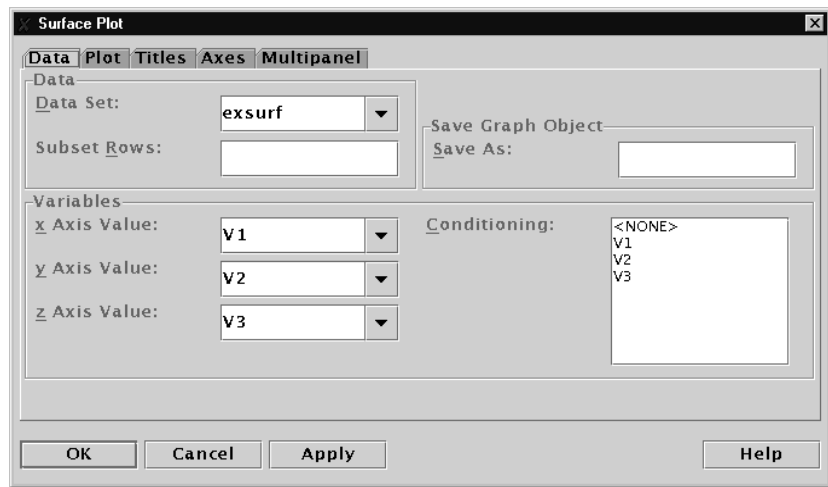 Surface Plot
Data Plot Titles Axes Multipanel
Data
Data Set:
exsurf
Subset Rows:
Save Graph Object
Save As:
Variables
x Axis Value:
V1
y Axis Value:
V2
z Axis Value:
V3
Conditioning:
<NONE>
V1
V2
V3
OK Cancel Apply Help